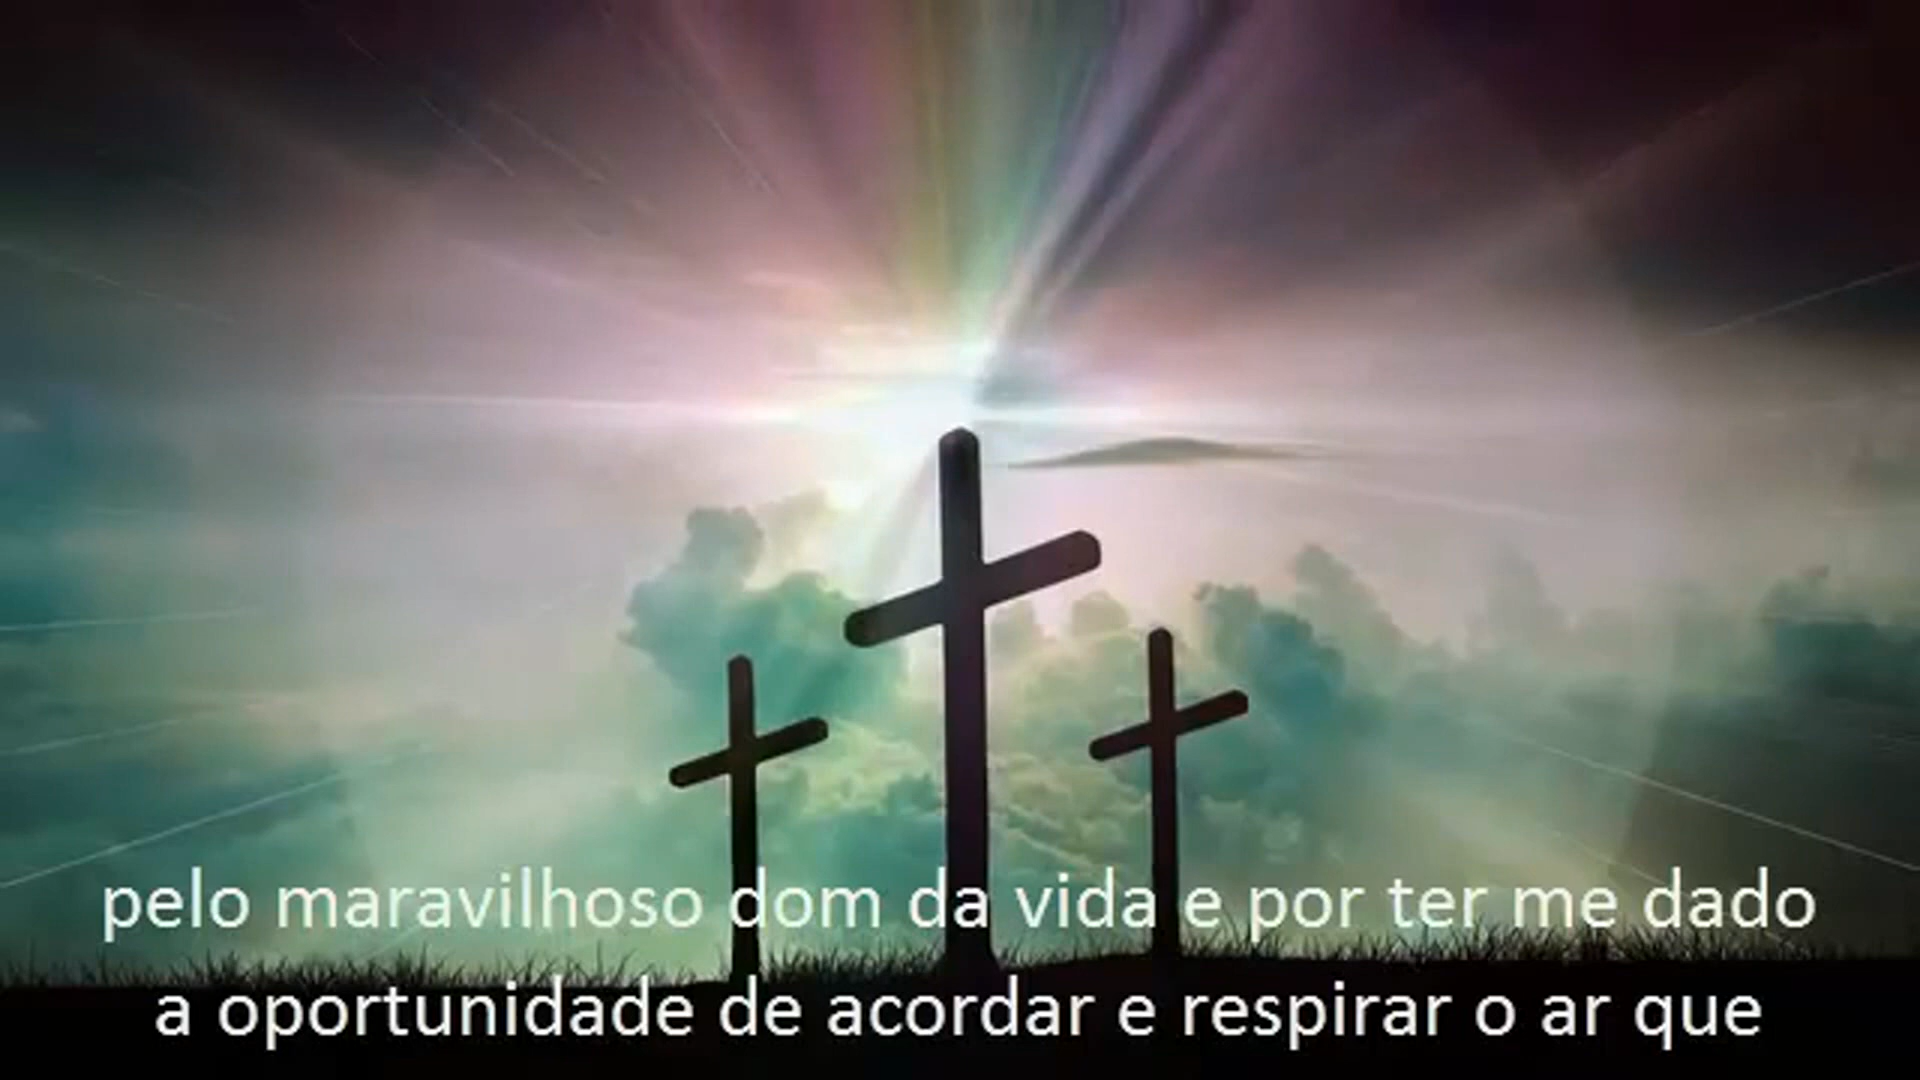 pelo maravilhoso dom da vida e por ter me dado
a oportunidade de acordar e respirar o ar que